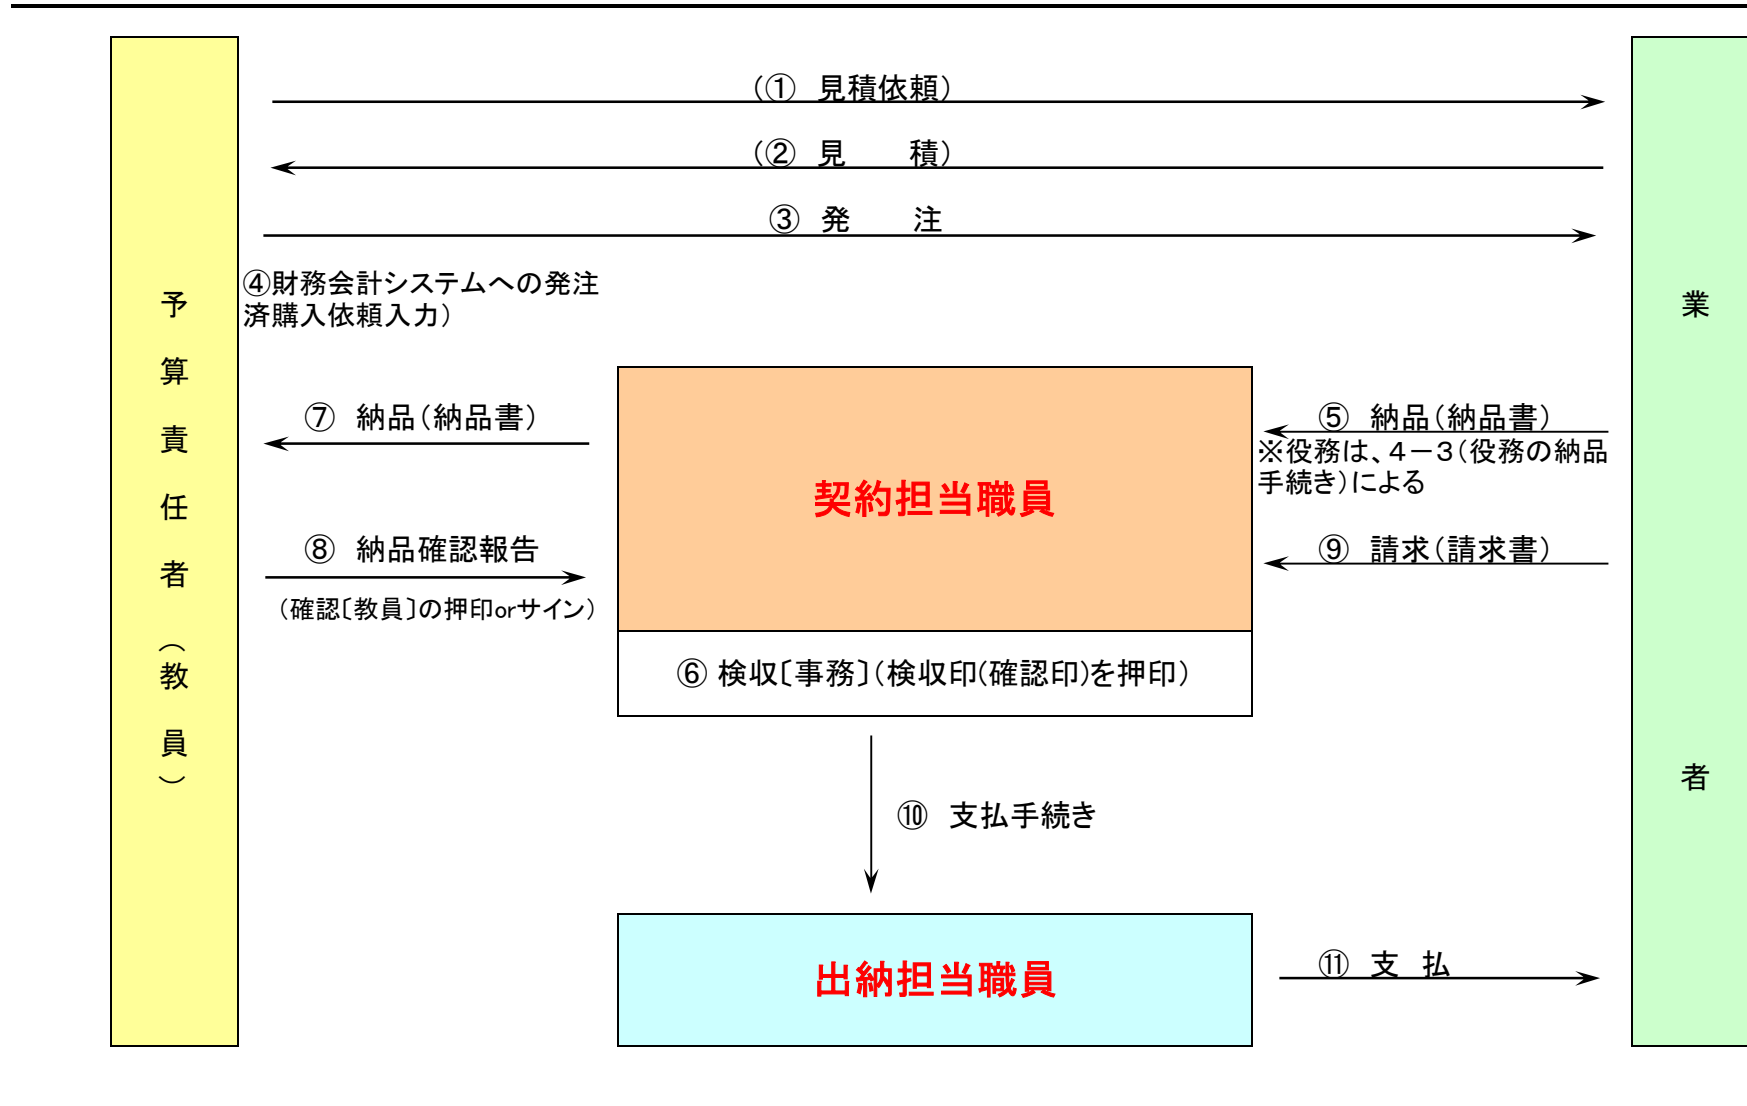 (① 見積依頼)
(② 見　　積)
③ 発　　注
④財務会計システムへの発注
済購入依頼入力)
予算責任者(教員)
業者
⑦ 納品(納品書)
⑤ 納品(納品書)
※役務は、4-3(役務の納品
手続き)による
契約担当職員
⑧ 納品確認報告
(確認〔教員〕の押印orサイン)
⑨ 請求(請求書)
⑥ 検収〔事務〕(検収印(確認印)を押印)
⑩ 支払手続き
出納担当職員
⑪ 支 払